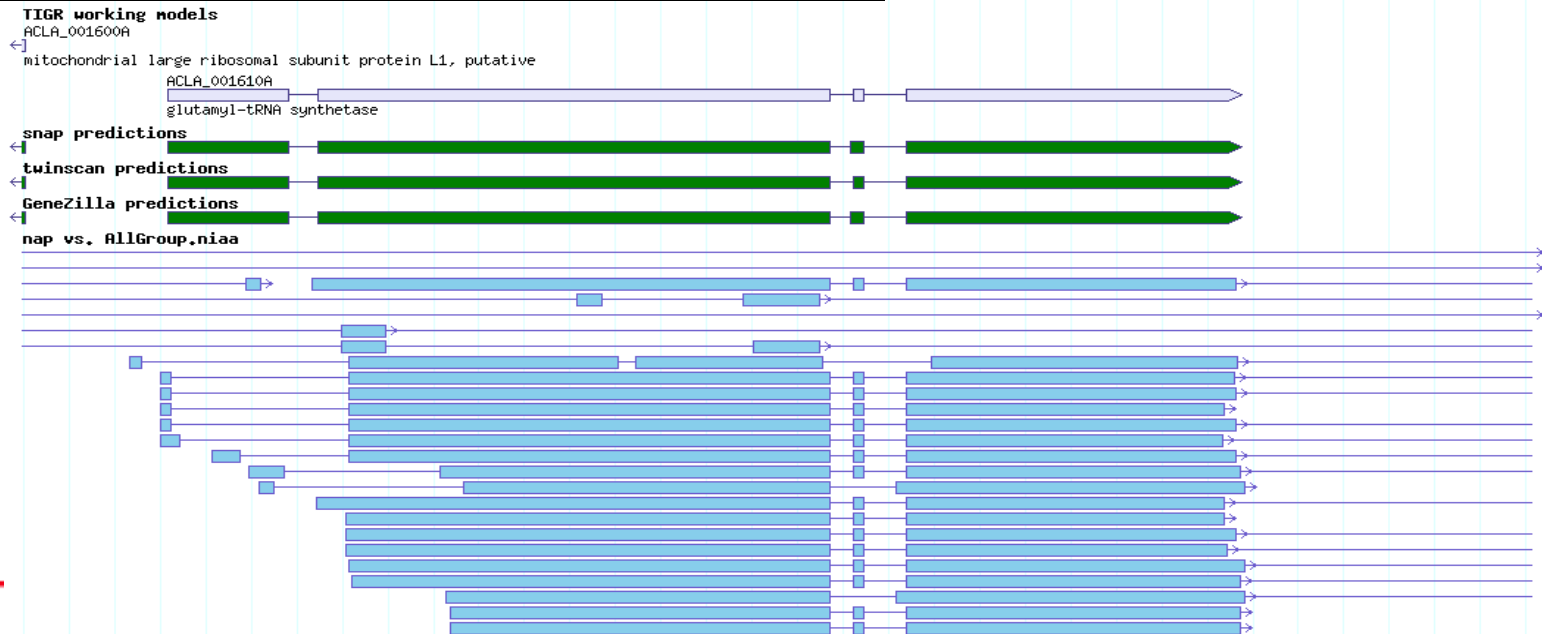 TIGR working models
ACLA_001600A
mitochondrial large ribosomal subunit protein L1, putative
ACLA_001610A
glutamyl-tRNA synthetase
snap predictions
twinscan predictions
GeneZilla predictions
nap vs. AllGroup.niaa